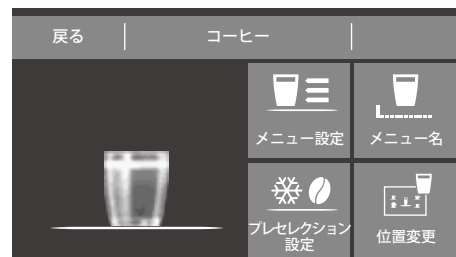 戻る
コーヒー
メニュー設定
メニュー名
プレセレクション
設定
位置変更